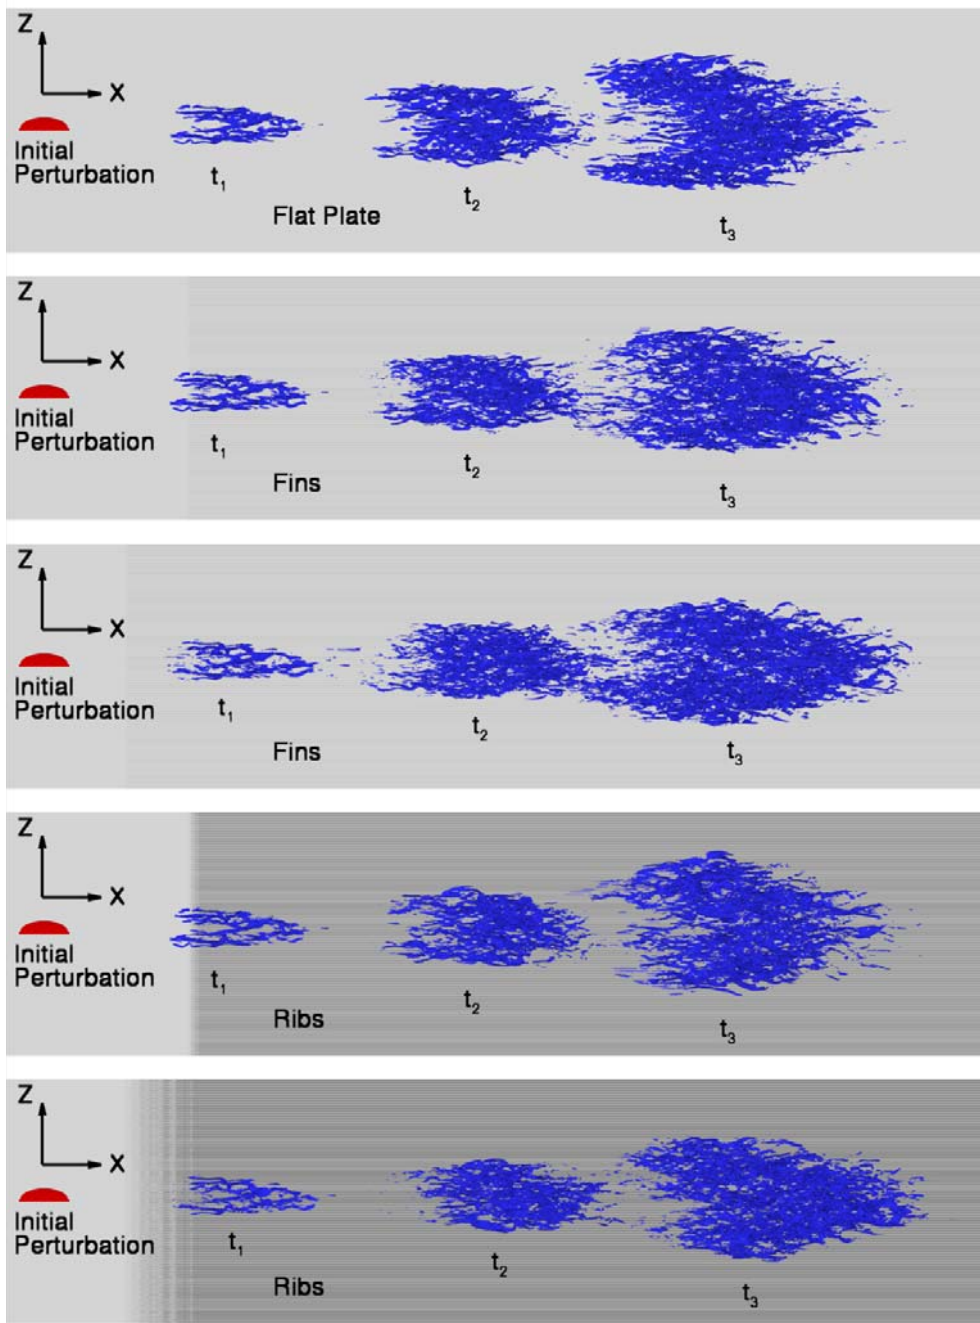 Z
X
Initial
Perturbation
t₁
t₂
t₃
Flat Plate
Z
X
Initial
Perturbation
t₁
t₂
t₃
Fins
Z
X
Initial
Perturbation
t₁
t₂
t₃
Fins
Z
X
Initial
Perturbation
t₁
t₂
t₃
Ribs
Z
X
Initial
Perturbation
t₁
t₂
t₃
Ribs